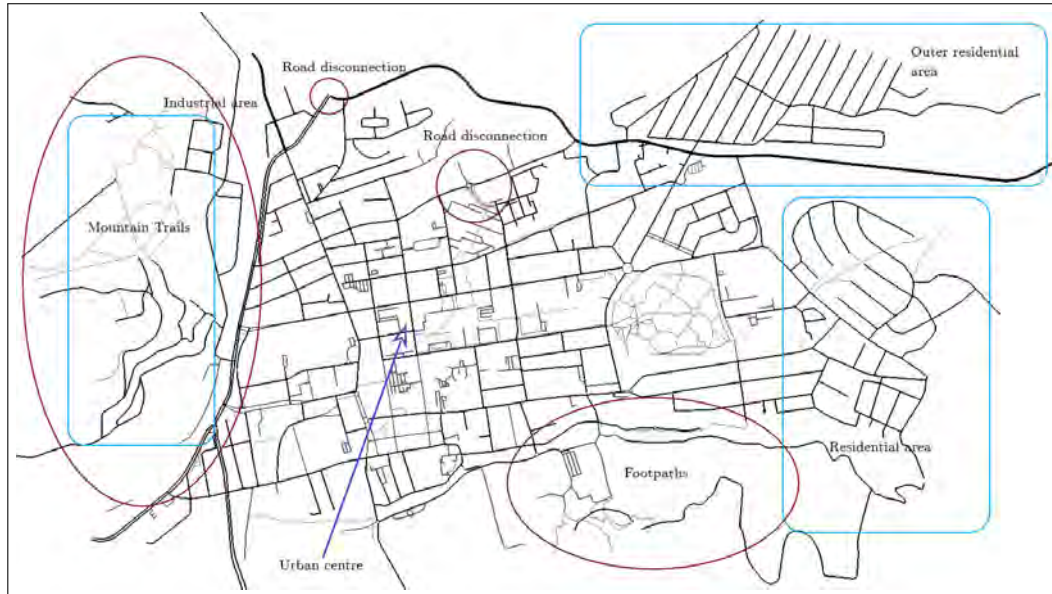 Outer residential
area
Road disconnection
Industrial area
Road disconnection
Mountain Trails
Residential area
Footpaths
Urban centre